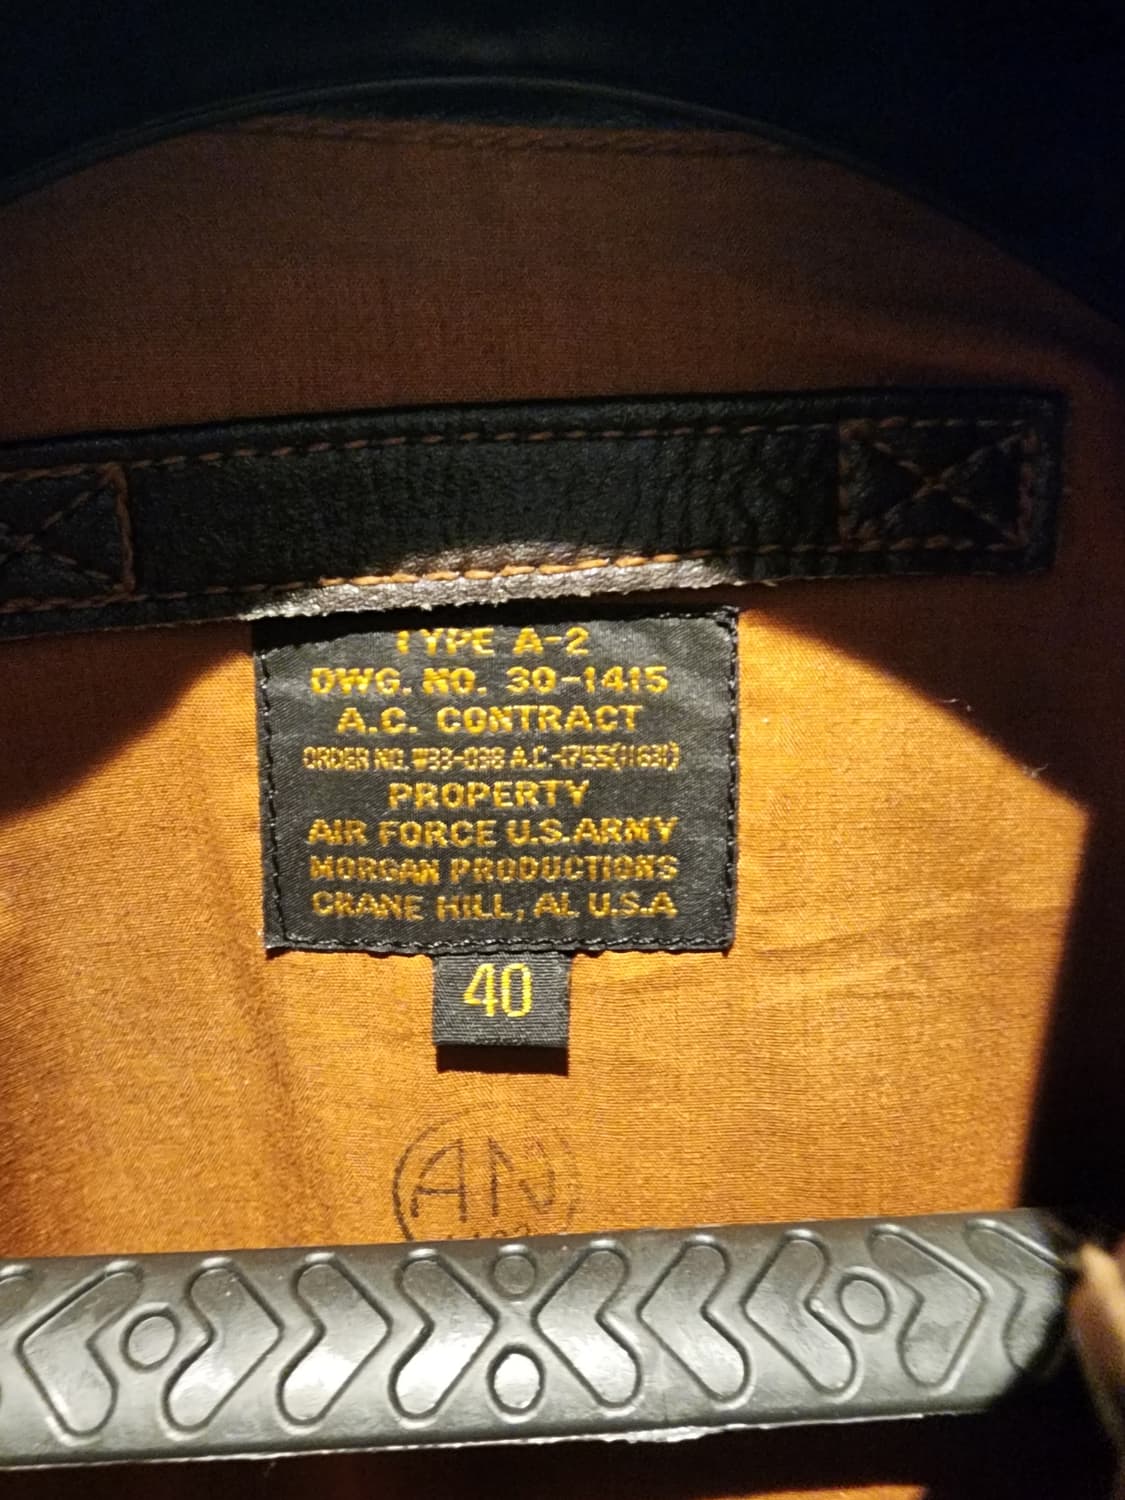 TYPE A-2
DWG. NO. 30-1415
A.C. CONTRACT
ORDER NO. W33-038 A.C.-1755(11631)
PROPERTY
AIR FORCE U.S.ARMY
MORGAN PRODUCTIONS
CRANE HILL, AL U.S.A
40
AN